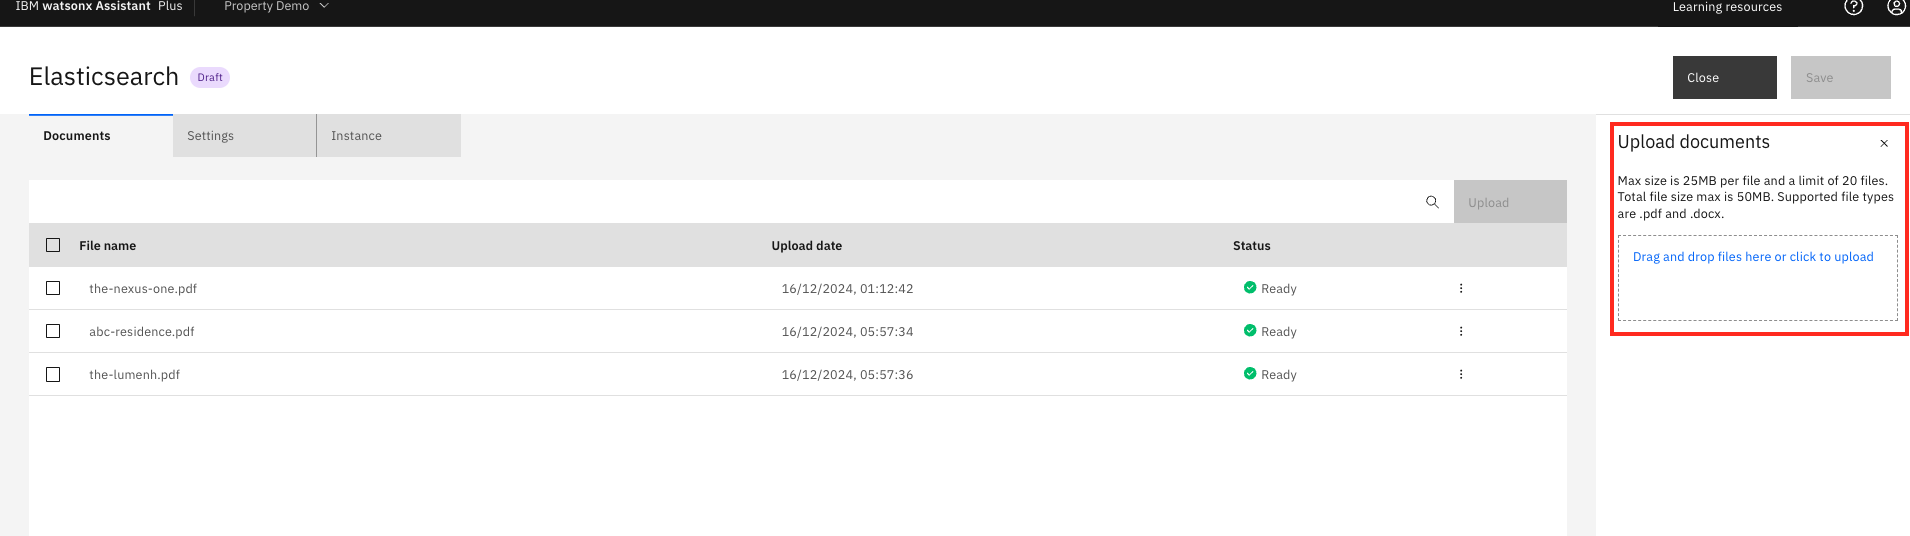 IBM watsonx Assistant Plus Property Demo Learning resources
Elasticsearch Draft
Close Save
Documents Settings Instance
Upload
File name Upload date Status
the-nexus-one.pdf 16/12/2024, 01:12:42 Ready
abc-residence.pdf 16/12/2024, 05:57:34 Ready
the-lumenh.pdf 16/12/2024, 05:57:36 Ready
Upload documents
Max size is 25MB per file and a limit of 20 files.
Total file size max is 50MB. Supported file types
are .pdf and .docx.
Drag and drop files here or click to upload